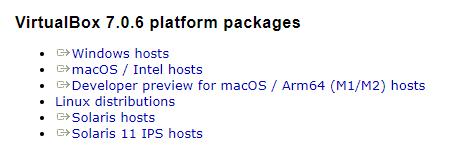 VirtualBox 7.0.6 platform packages
Windows hosts
macOS / Intel hosts
Developer preview for macOS / Arm64 (M1/M2) hosts
Linux distributions
Solaris hosts
Solaris 11 IPS hosts